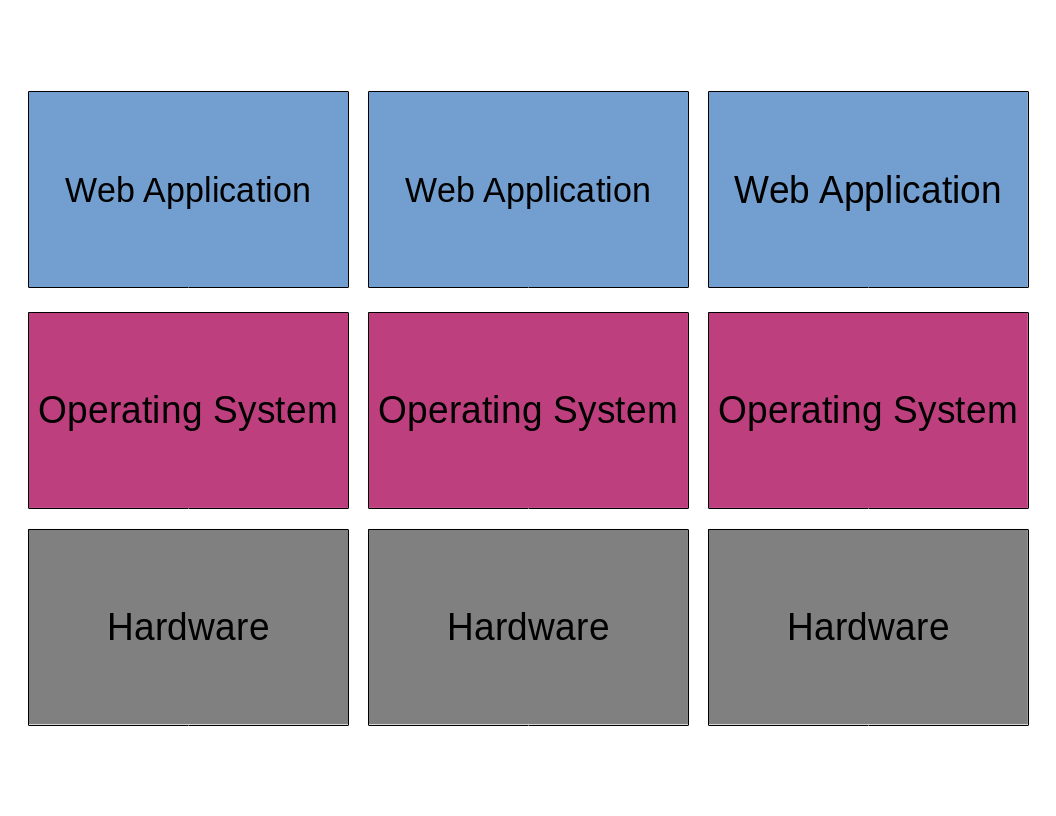 Web Application Web Application Web Application
Operating System Operating System Operating System
Hardware Hardware Hardware